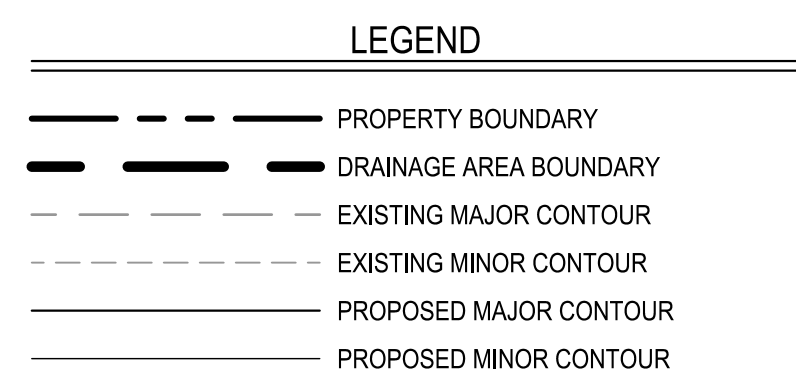 LEGEND
PROPERTY BOUNDARY
DRAINAGE AREA BOUNDARY
EXISTING MAJOR CONTOUR
EXISTING MINOR CONTOUR
PROPOSED MAJOR CONTOUR
PROPOSED MINOR CONTOUR